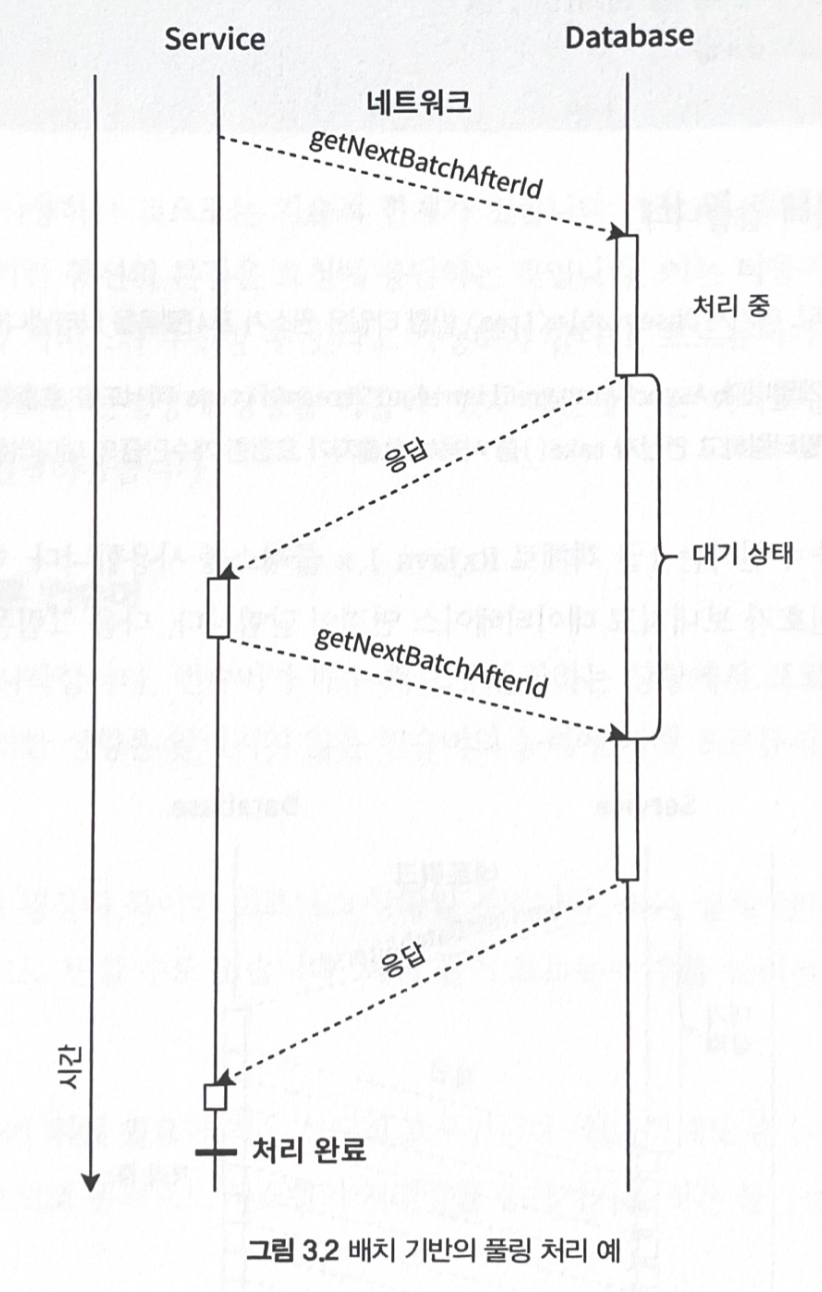 Service
Database
네트워크
getNextBatchAfterId
처리 중
응답
대기 상태
getNextBatchAfterId
응답
시간
처리 완료
그림 3.2 배치 기반의 풀링 처리 예